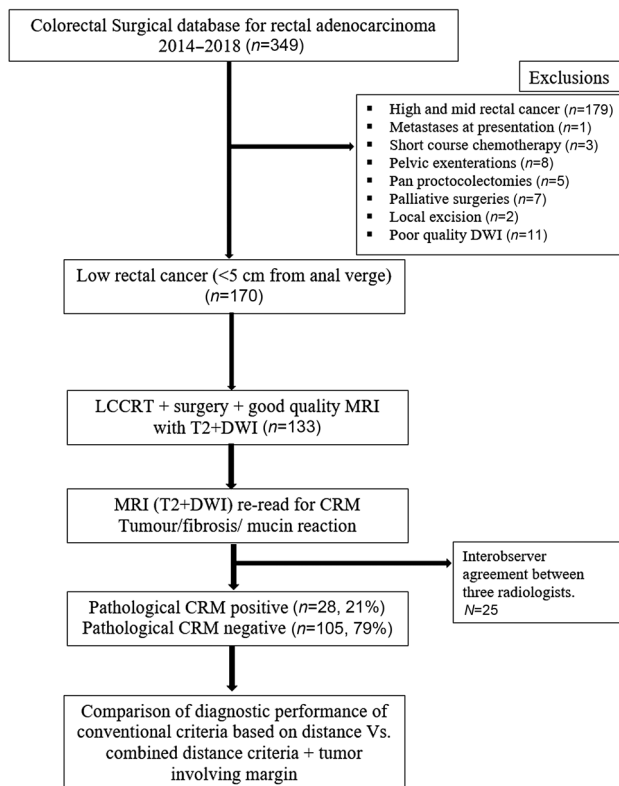 Colorectal Surgical database for rectal adenocarcinoma
2014–2018 (n=349)
Exclusions
▪ High and mid rectal cancer (n=179)
▪ Metastases at presentation (n=1)
▪ Short course chemotherapy (n=3)
▪ Pelvic exenterations (n=8)
▪ Pan proctocolectomies (n=5)
▪ Palliative surgeries (n=7)
▪ Local excision (n=2)
▪ Poor quality DWI (n=11)
Low rectal cancer (<5 cm from anal verge)
(n=170)
LCCRT + surgery + good quality MRI
with T2+DWI (n=133)
MRI (T2+DWI) re-read for CRM
Tumour/fibrosis/ mucin reaction
Interobserver
agreement between
three radiologists.
N=25
Pathological CRM positive (n=28, 21%)
Pathological CRM negative (n=105, 79%)
Comparison of diagnostic performance of
conventional criteria based on distance Vs.
combined distance criteria + tumor
involving margin